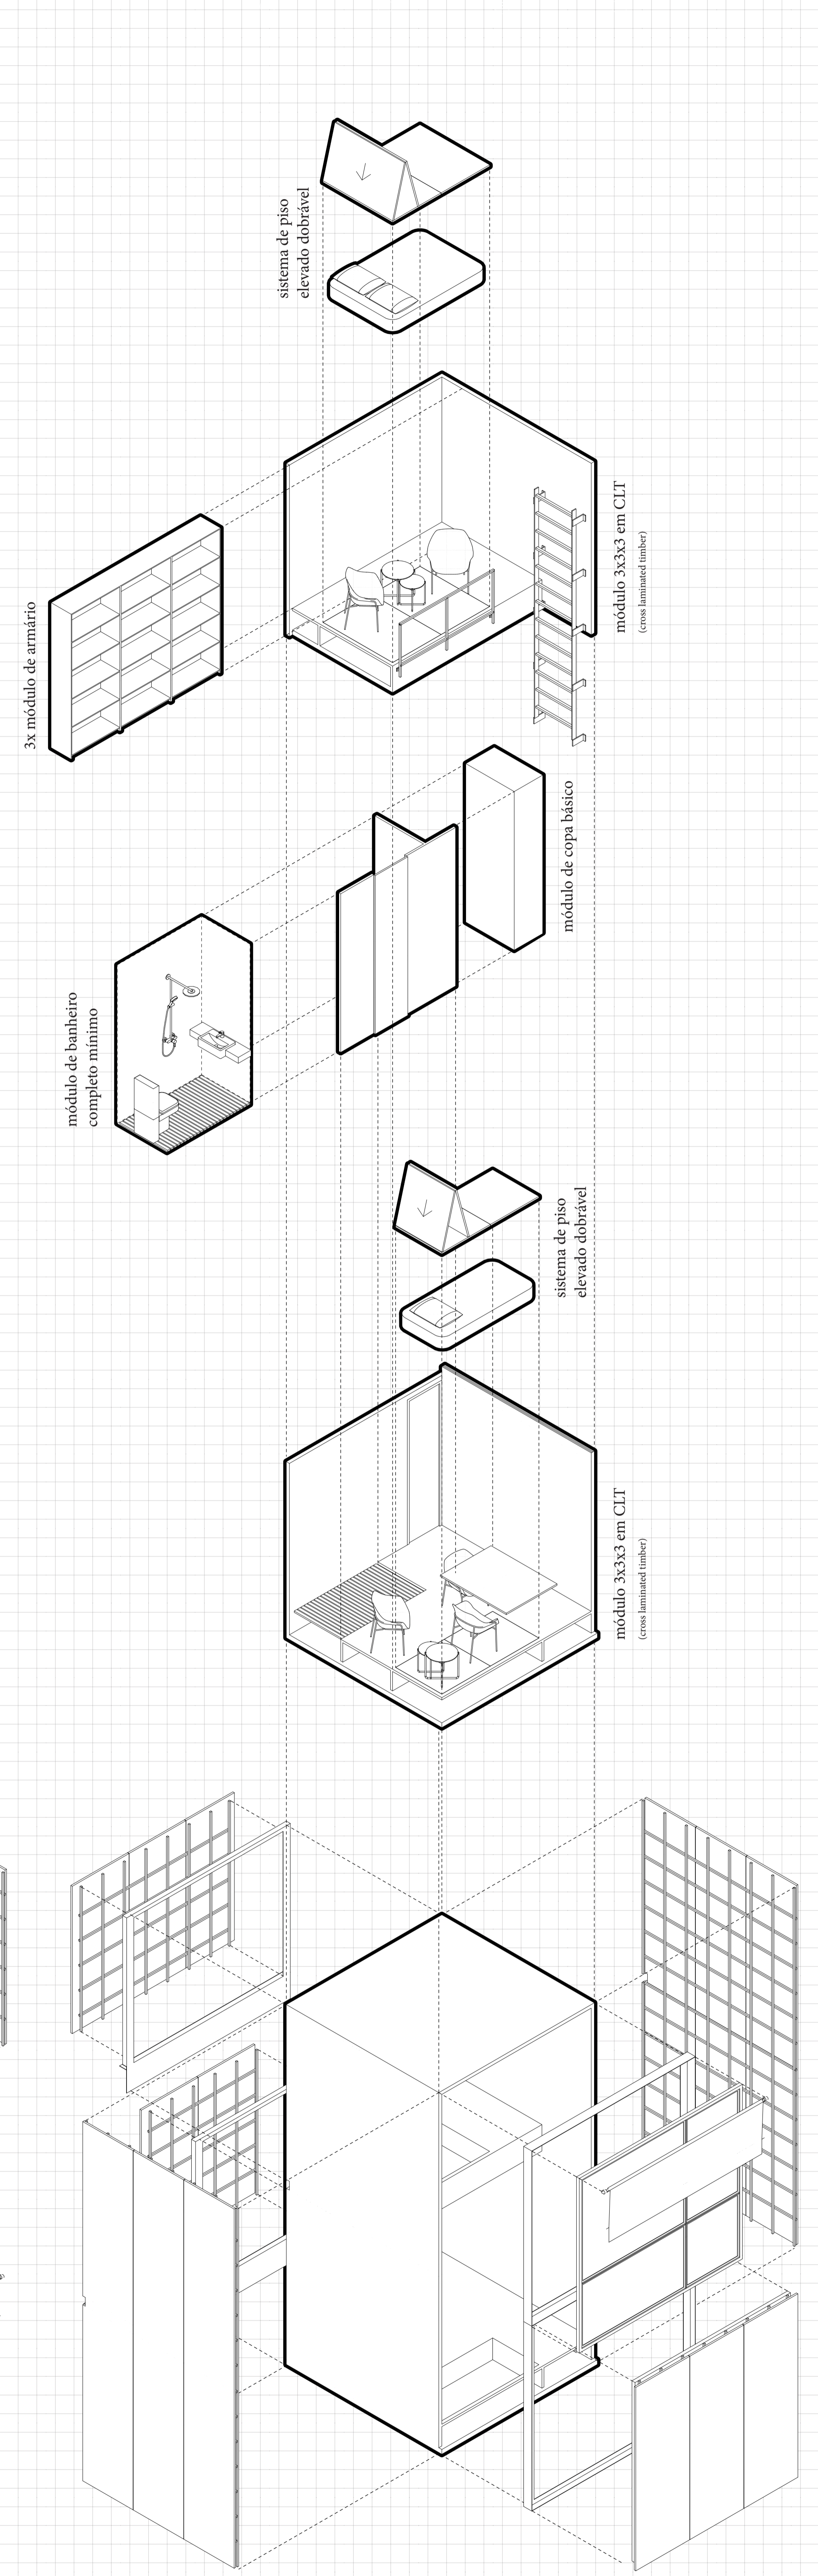 sistema de piso
elevado dobrável
módulo 3x3x3 em CLT
(cross laminated timber)
3x módulo de armário
módulo de copa básico
módulo de banheiro
completo mínimo
sistema de piso
elevado dobrável
módulo 3x3x3 em CLT
(cross laminated timber)